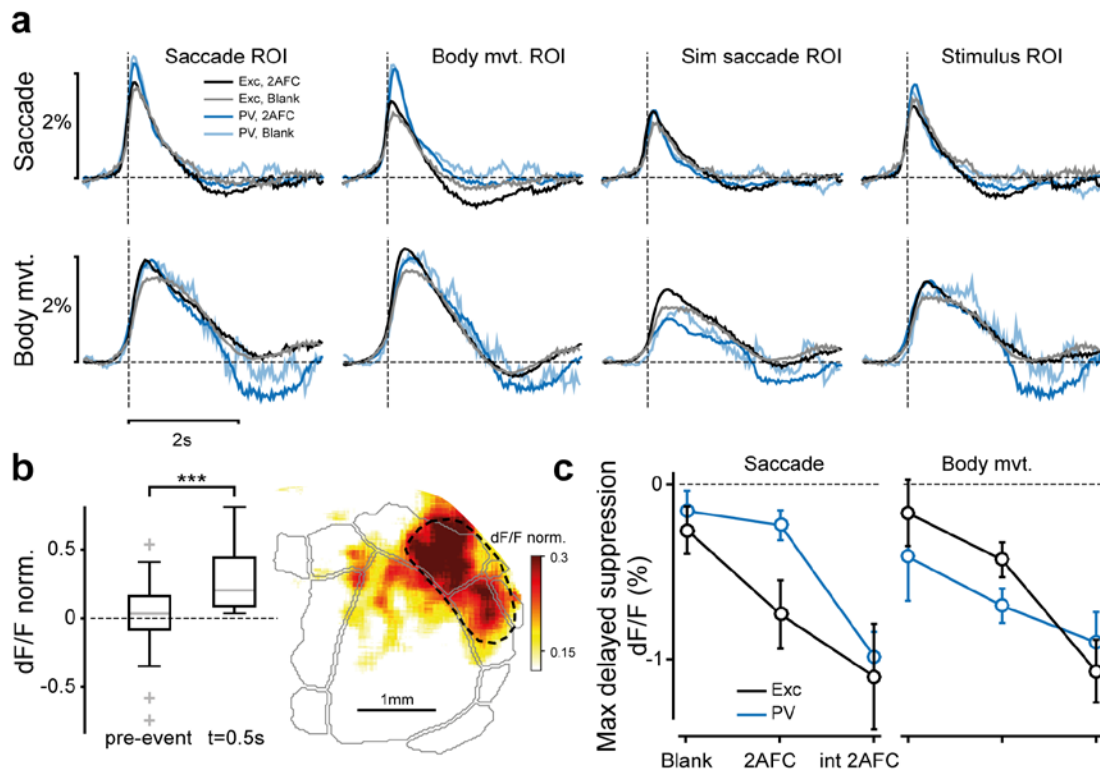 a
Saccade ROI
Body mvt. ROI
Sim saccade ROI
Stimulus ROI
Exc, 2AFC
Exc, Blank
PV, 2AFC
PV, Blank
Saccade
2%
Body mvt.
2%
2s
b
***
dF/F norm.
0.5
0
-0.5
pre-event
t=0.5s
dF/F norm.
0.3
0.15
1mm
c
Saccade
Body mvt.
Max delayed suppression
dF/F (%)
0
-1
Exc
PV
Blank
2AFC
int 2AFC